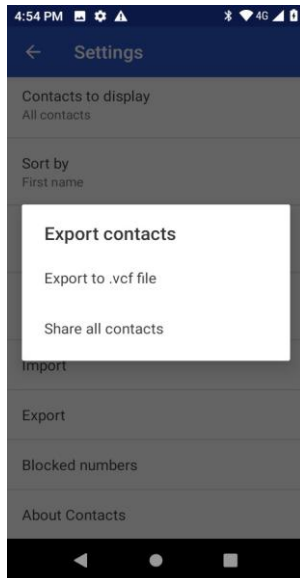 4:54 PM 4G
Settings
Contacts to display
All contacts
Sort by
First name
Export contacts
Export to .vcf file
Share all contacts
Import
Export
Blocked numbers
About Contacts